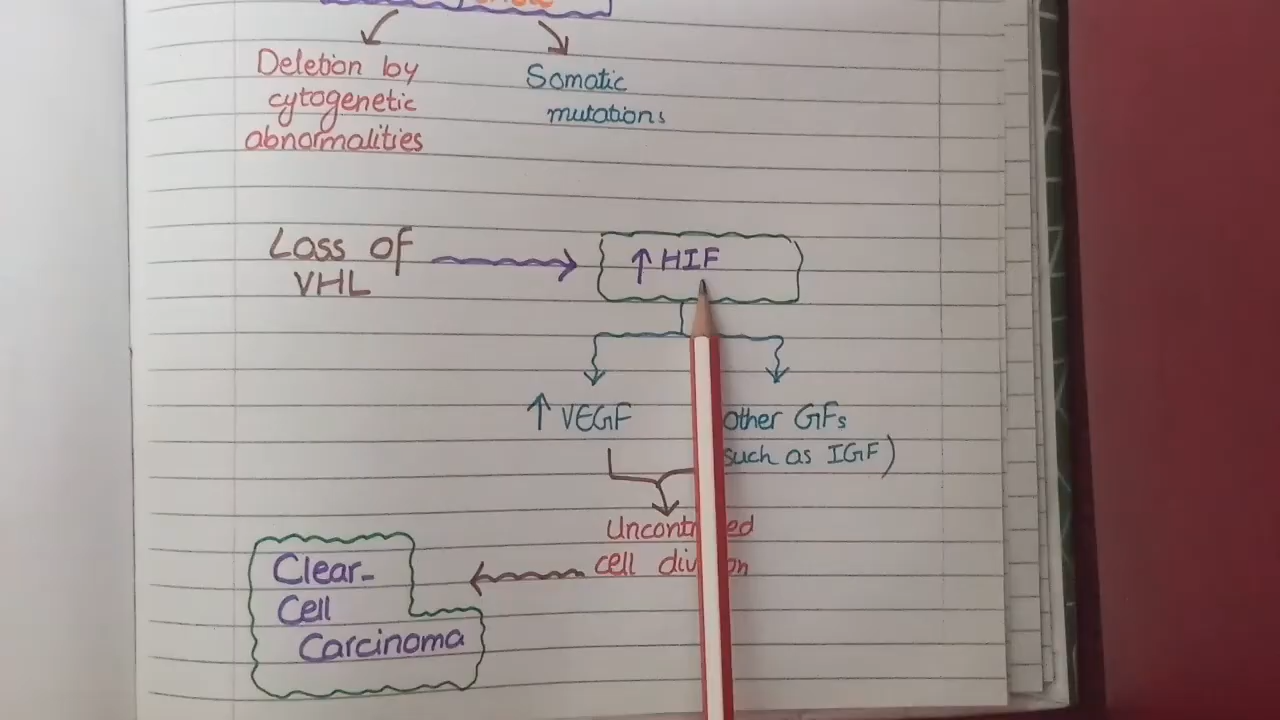 Deletion by
cytogenetic
abnormalities
Somatic
mutations
Loss of
VHL
↑ HIF
↑ VEGF
other GFs
such as IGF)
cell
Clear-
Cell
Carcinoma